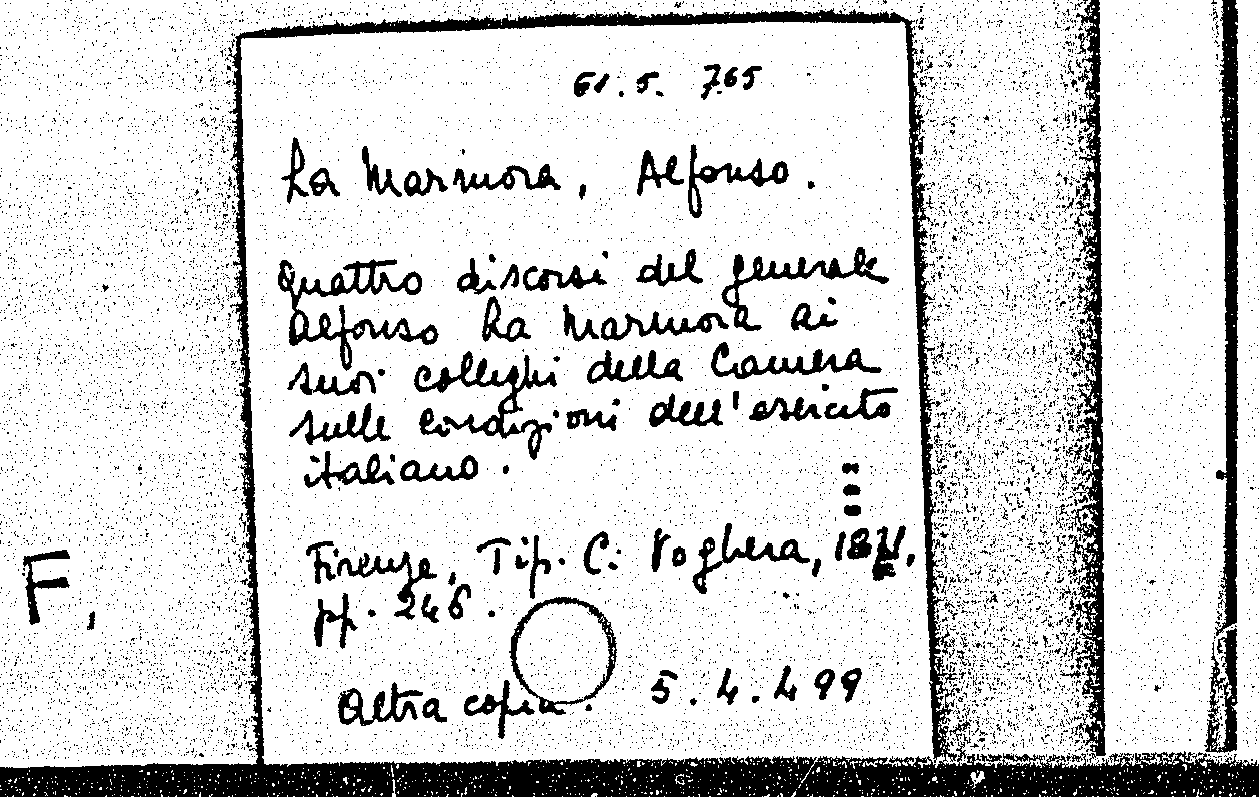 61.5. 765
La Marmora, Alfonso.
Quattro discorsi del generale
Alfonso La Marmora ai
suoi colleghi della Camera
sulle condizioni dell'esercito
italiano.
Firenze, Tip. C. Voghera, 1871.
pp. 246.
F,
Altra copia. 5.4.499